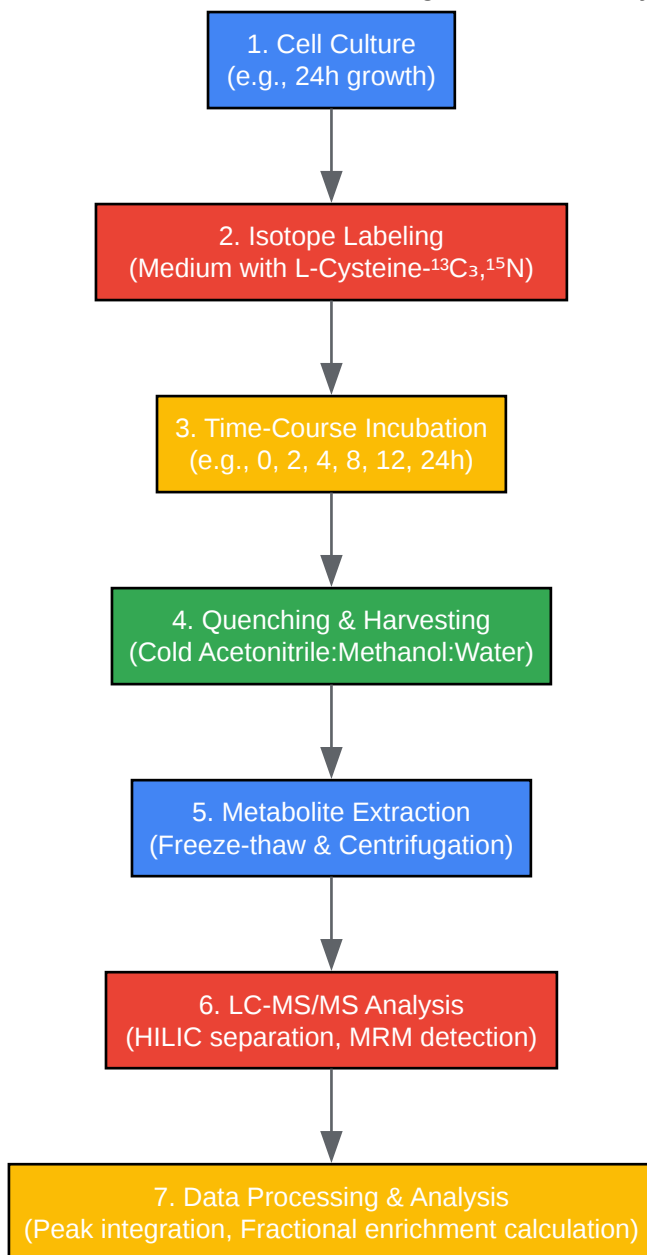 1. Cell Culture
(e.g., 24h growth)
2. Isotope Labeling
(Medium with L-Cysteine-¹³C₃,¹⁵N)
3. Time-Course Incubation
(e.g., 0, 2, 4, 8, 12, 24h)
4. Quenching & Harvesting
(Cold Acetonitrile:Methanol:Water)
5. Metabolite Extraction
(Freeze-thaw & Centrifugation)
6. LC-MS/MS Analysis
(HILIC separation, MRM detection)
7. Data Processing & Analysis
(Peak integration, Fractional enrichment calculation)